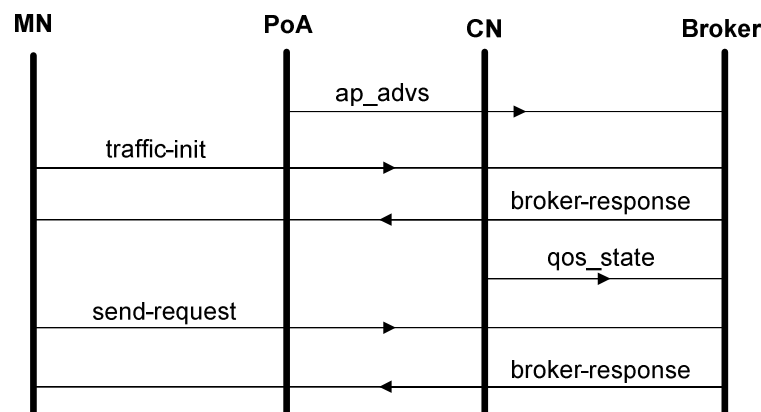 MN PoA CN Broker
ap_advs
traffic-init
broker-response
qos_state
send-request
broker-response